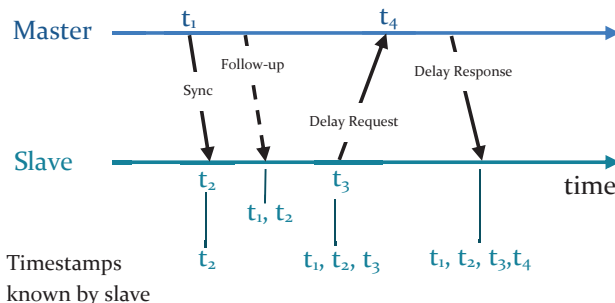 t₁ t₄
Master
Follow-up
Delay Response
Sync
Delay Request
Slave
t₂ t₃ time
t₁, t₂
t₂ t₁, t₂, t₃ t₁, t₂, t₃,t₄
Timestamps
known by slave